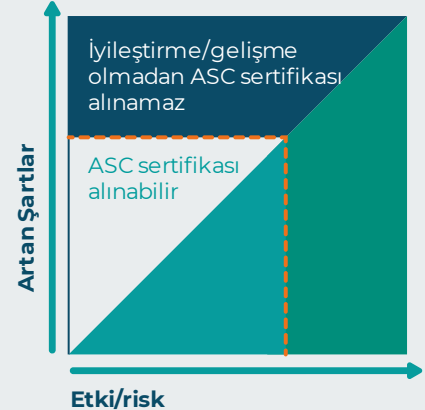 İyileştirme/gelişme
olmadan ASC sertifikası
alınamaz
ASC sertifikası
alınabilir
Artan Şartlar
Etki/risk